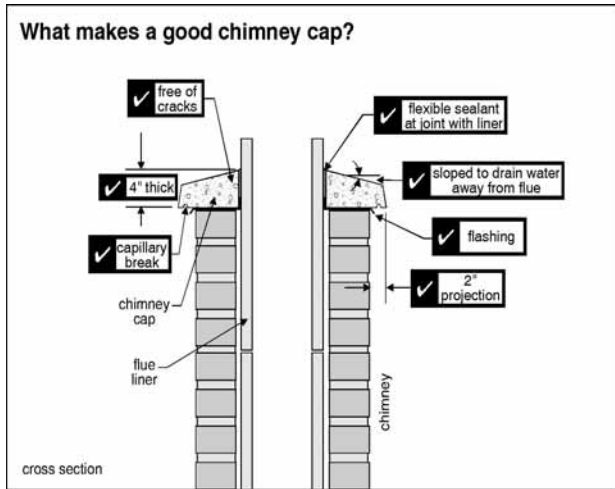 What makes a good chimney cap?
free of
cracks
4" thick
capillary
break
chimney
cap
flue
liner
flexible sealant
at joint with liner
sloped to drain water
away from flue
flashing
2"
projection
chimney
cross section